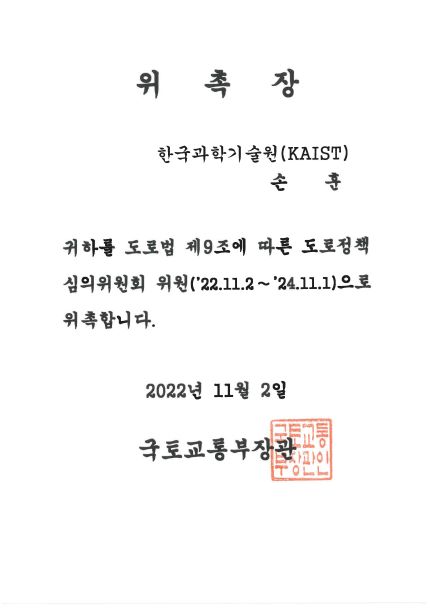 위 촉 장
한국과학기술원(KAIST)
손 훈
귀하를 도로법 제9조에 따른 도로정책
심의위원회 위원('22.11.2 ~ '24.11.1)으로
위촉합니다.
2022년 11월 2일
국토교통부장관
국토교통
부장관인